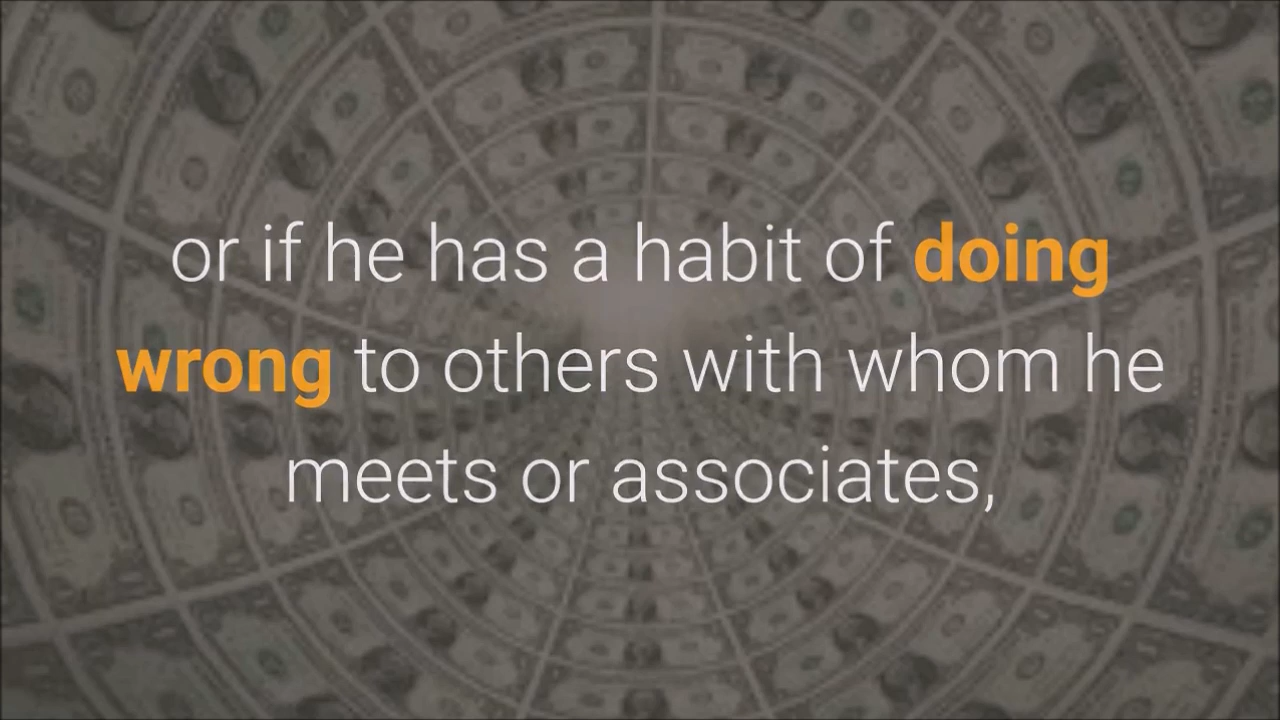 or if he has a habit of doing
wrong to others with whom he
meets or associates,